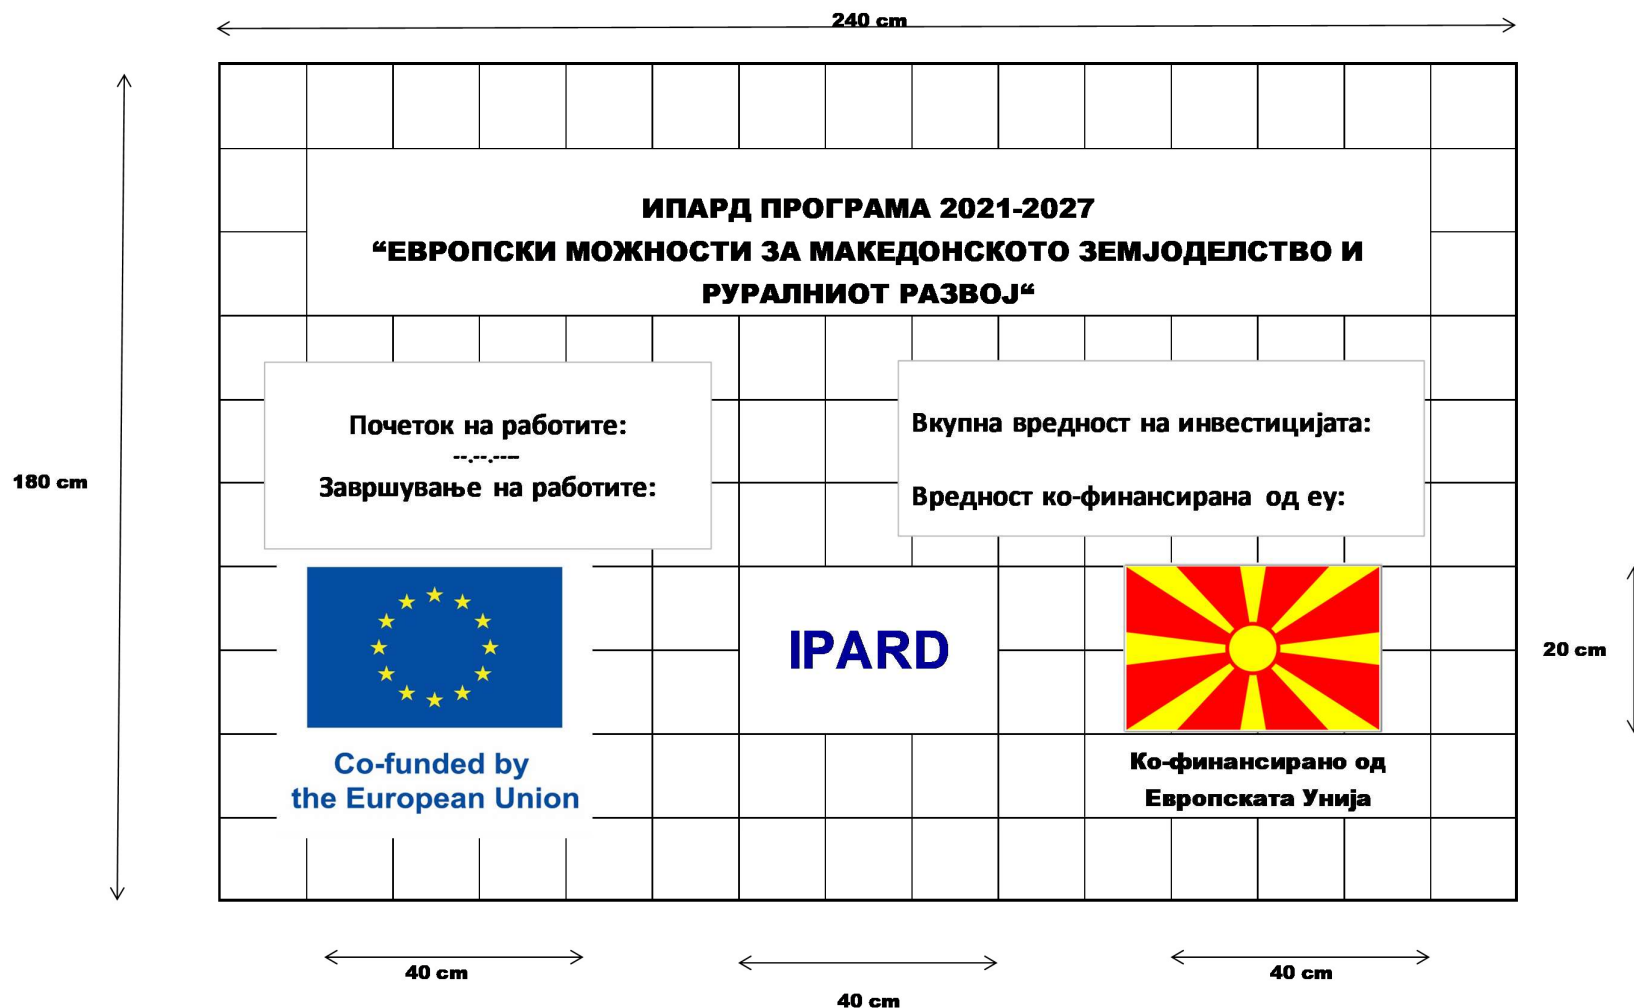 240 cm
ИПАРД ПРОГРАМА 2021-2027
“ЕВРОПСКИ МОЖНОСТИ ЗА МАКЕДОНСКОТО ЗЕМЈОДЕЛСТВО И
РУРАЛНИОТ РАЗВОЈ“
Почеток на работите:
--.--.----
Завршување на работите:
Вкупна вредност на инвестицијата:
Вредност ко-финансирана од еу:
180 cm
IPARD
20 cm
Co-funded by
the European Union
Ко-финансирано од
Европската Унија
40 cm
40 cm
40 cm